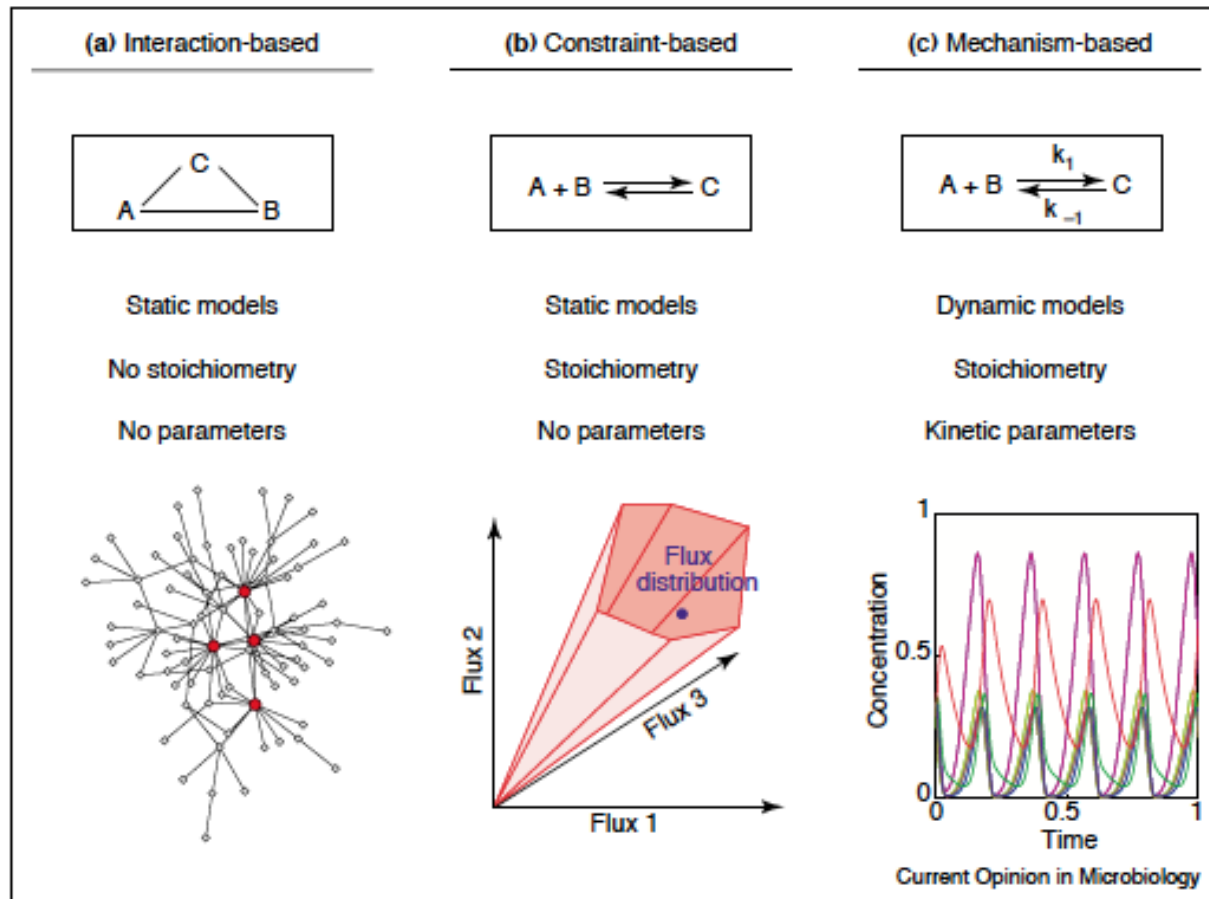 (a) Interaction-based
C
A
B
Static models
No stoichiometry
No parameters
(b) Constraint-based
A + B
C
Static models
Stoichiometry
No parameters
Flux 2
Flux distribution
Flux 3
Flux 1
(c) Mechanism-based
k1
A + B
C
k–1
Dynamic models
Stoichiometry
Kinetic parameters
1
Concentration
0.5
0
0
0.5
1
Time
Current Opinion in Microbiology